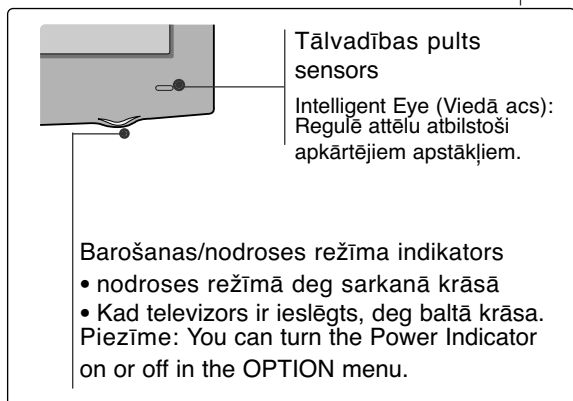 Tālvadības pults
sensors
Intelligent Eye (Viedā acs):
Regulē attēlu atbilstoši
apkārtējiem apstākļiem.
Barošanas/nodroses režīma indikators
• nodroses režīmā deg sarkanā krāsā
• Kad televizors ir ieslēgts, deg baltā krāsa.
Piezīme: You can turn the Power Indicator
on or off in the OPTION menu.